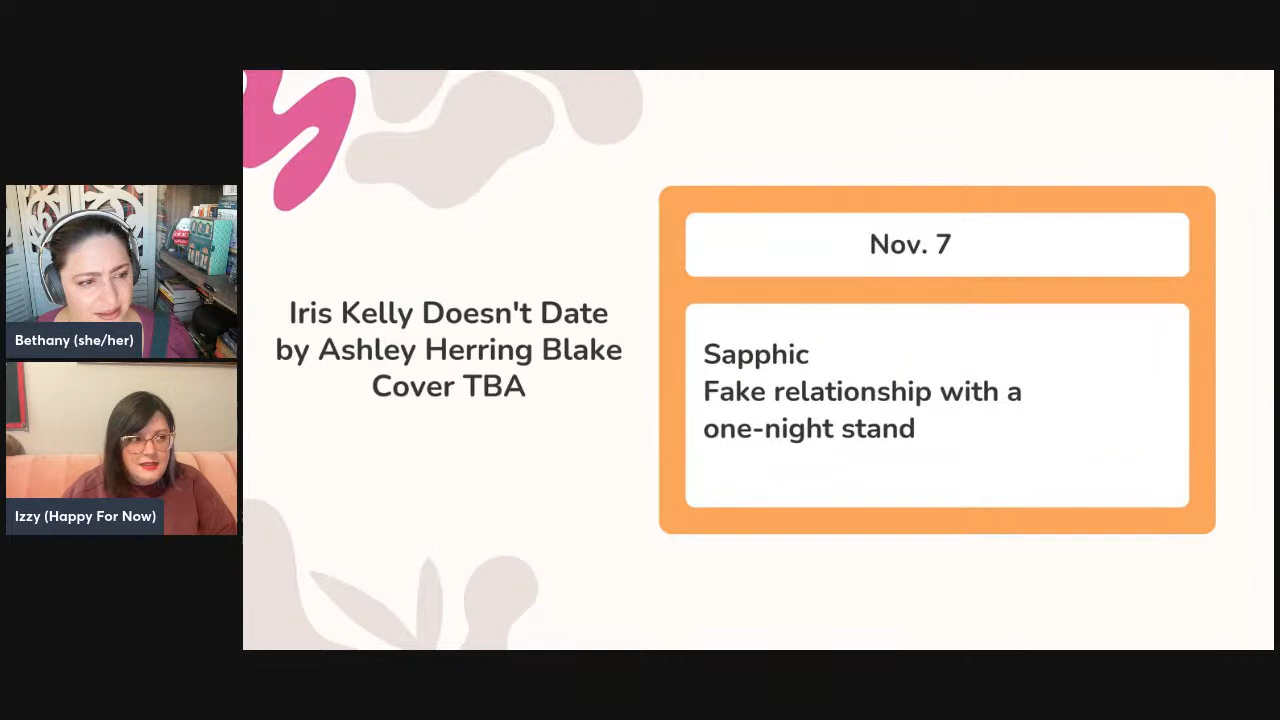 Bethany (she/her)
Izzy (Happy For Now)
Iris Kelly Doesn't Date
by Ashley Herring Blake
Cover TBA
Nov. 7
Sapphic
Fake relationship with a
one-night stand